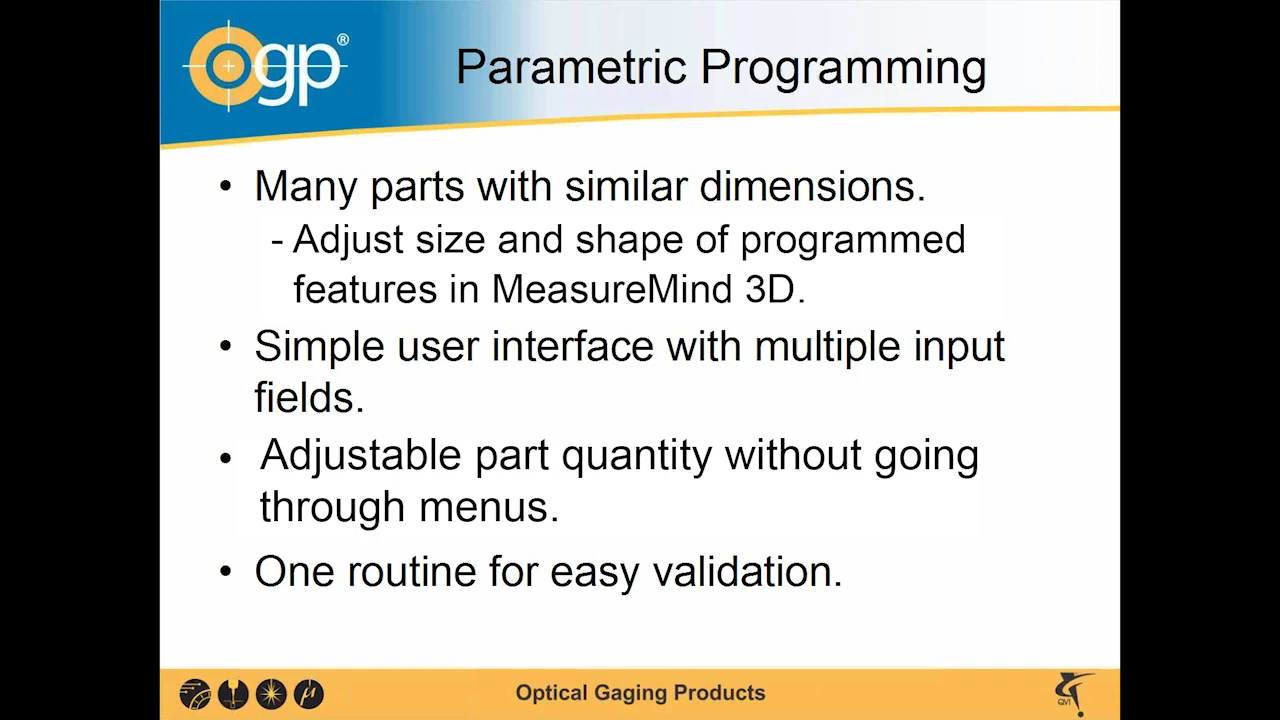 ogp®
Parametric Programming
• Many parts with similar dimensions.
- Adjust size and shape of programmed
features in MeasureMind 3D.
• Simple user interface with multiple input
fields.
• Adjustable part quantity without going
through menus.
• One routine for easy validation.
µ
Optical Gaging Products
QVI